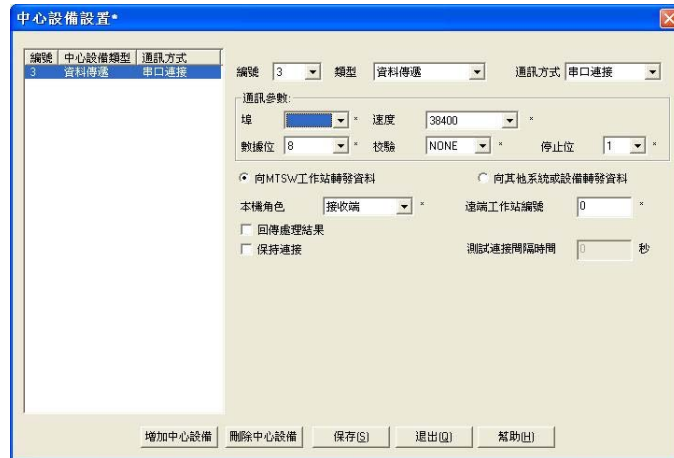 中心設備設置*
編號 中心設備類型 通訊方式
3 資料傳遞 串口連接
編號 3 類型 資料傳遞 通訊方式 串口連接
通訊參數:
埠 * 速度 38400 *
數據位 8 * 校驗 NONE * 停止位 1 *
向MTSW工作站轉發資料 向其他系統或設備轉發資料
本機角色 接收端 * 遠端工作站編號 0 *
回傳處理結果
保持連接 測試連接間隔時間 0 秒
增加中心設備 刪除中心設備 保存(S) 退出(Q) 幫助(H)